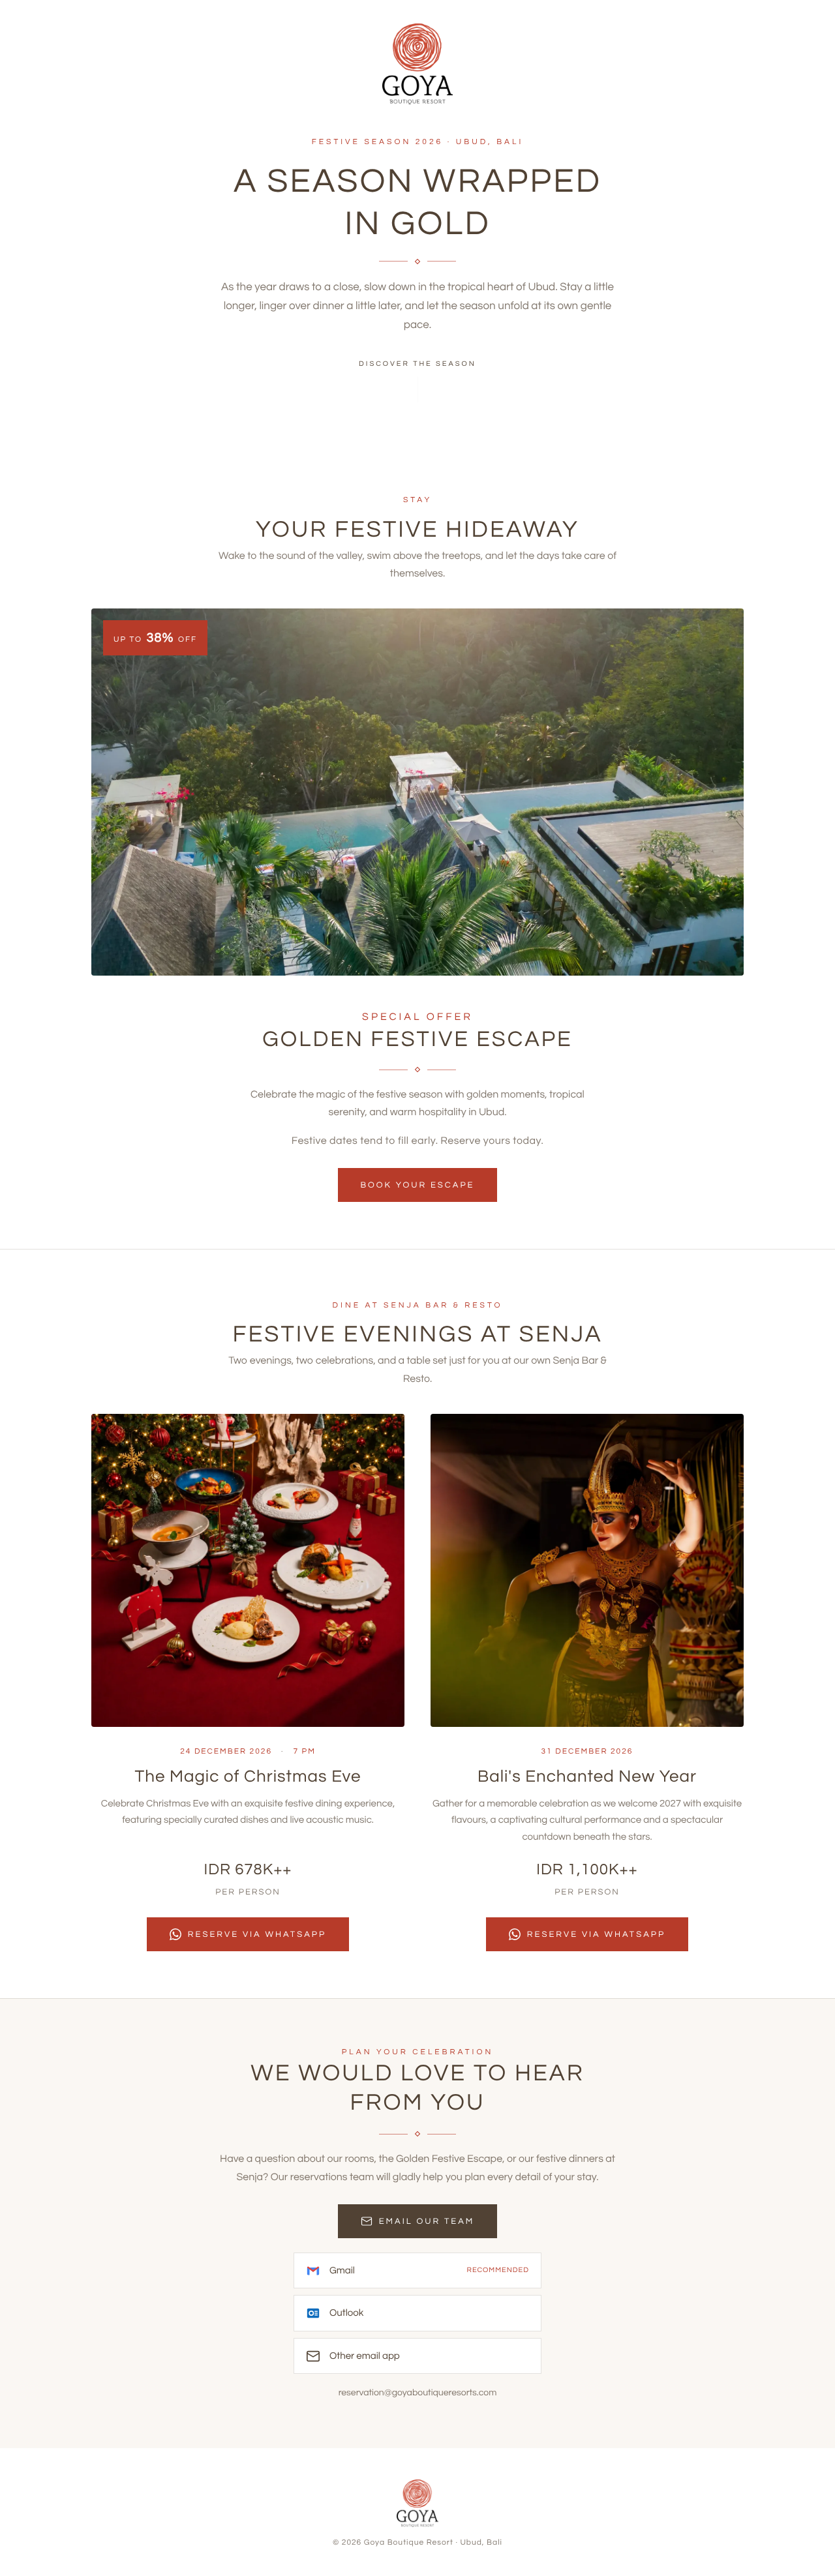 GOYA
BOUTIQUE RESORT
FESTIVE SEASON 2026 · UBUD, BALI
A SEASON WRAPPED
IN GOLD
As the year draws to a close, slow down in the tropical heart of Ubud. Stay a little
longer, linger over dinner a little later, and let the season unfold at its own gentle
pace.
DISCOVER THE SEASON
STAY
YOUR FESTIVE HIDEAWAY
Wake to the sound of the valley, swim above the treetops, and let the days take care of
themselves.
UP TO 38% OFF
SPECIAL OFFER
GOLDEN FESTIVE ESCAPE
Celebrate the magic of the festive season with golden moments, tropical
serenity, and warm hospitality in Ubud.
Festive dates tend to fill early. Reserve yours today.
BOOK YOUR ESCAPE
DINE AT SENJA BAR & RESTO
FESTIVE EVENINGS AT SENJA
Two evenings, two celebrations, and a table set just for you at our own Senja Bar &
Resto.
24 DECEMBER 2026 · 7 PM
The Magic of Christmas Eve
Celebrate Christmas Eve with an exquisite festive dining experience,
featuring specially curated dishes and live acoustic music.
IDR 678K++
PER PERSON
RESERVE VIA WHATSAPP
31 DECEMBER 2026
Bali's Enchanted New Year
Gather for a memorable celebration as we welcome 2027 with exquisite
flavours, a captivating cultural performance and a spectacular
countdown beneath the stars.
IDR 1,100K++
PER PERSON
RESERVE VIA WHATSAPP
PLAN YOUR CELEBRATION
WE WOULD LOVE TO HEAR
FROM YOU
Have a question about our rooms, the Golden Festive Escape, or our festive dinners at
Senja? Our reservations team will gladly help you plan every detail of your stay.
EMAIL OUR TEAM
Gmail RECOMMENDED
Outlook
Other email app
reservation@goyaboutiqueresorts.com
GOYA
BOUTIQUE RESORT
© 2026 Goya Boutique Resort · Ubud, Bali